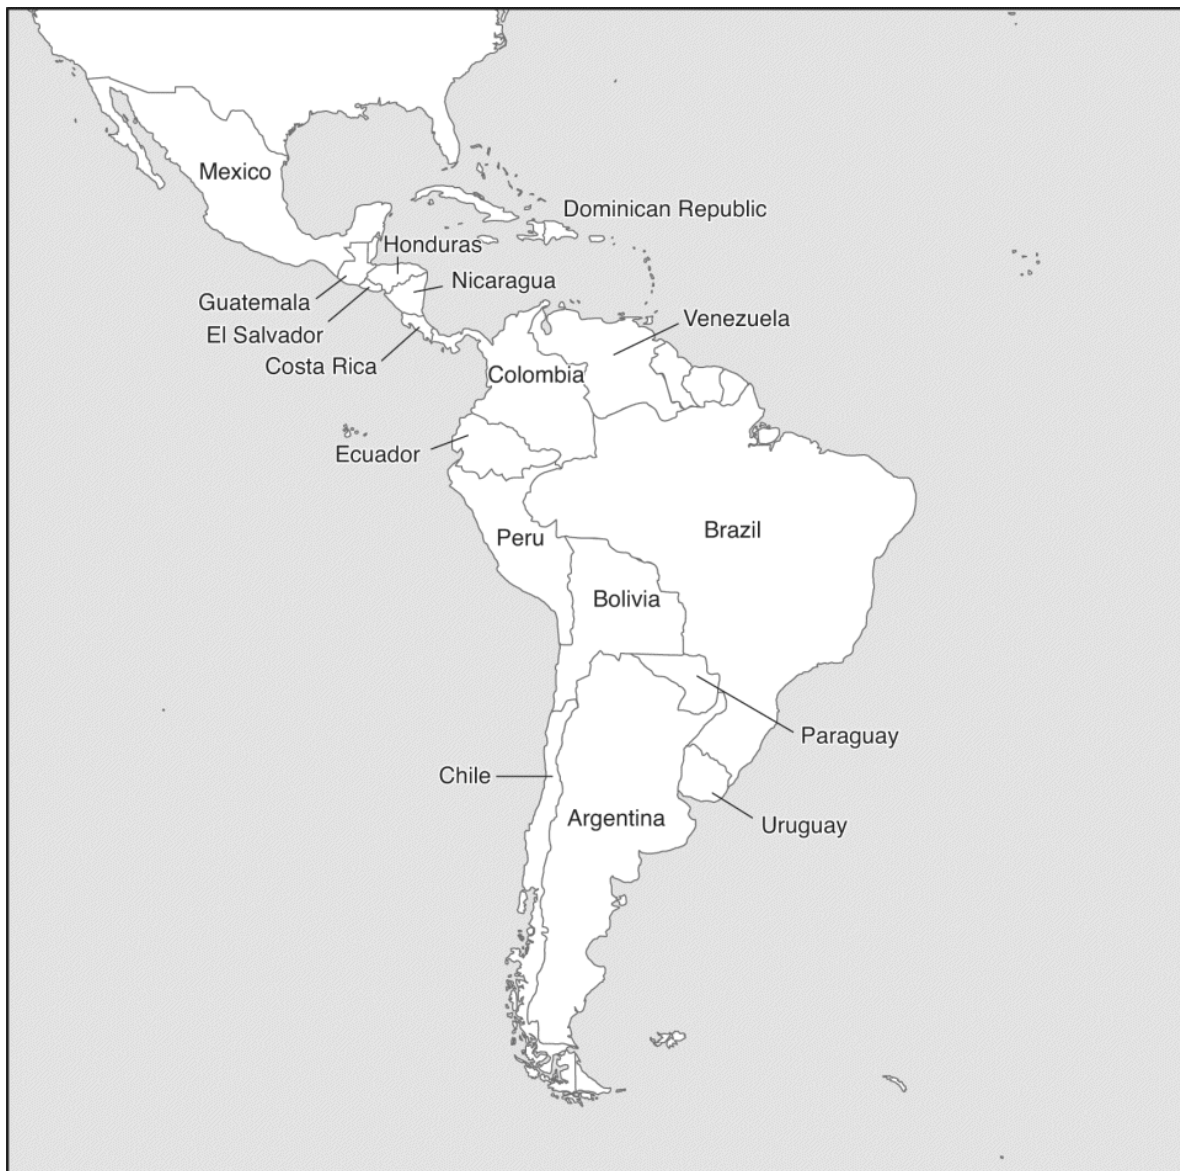 Mexico
Dominican Republic
Honduras
Nicaragua
Guatemala
El Salvador
Costa Rica
Venezuela
Colombia
Ecuador
Brazil
Peru
Bolivia
Paraguay
Chile
Argentina
Uruguay